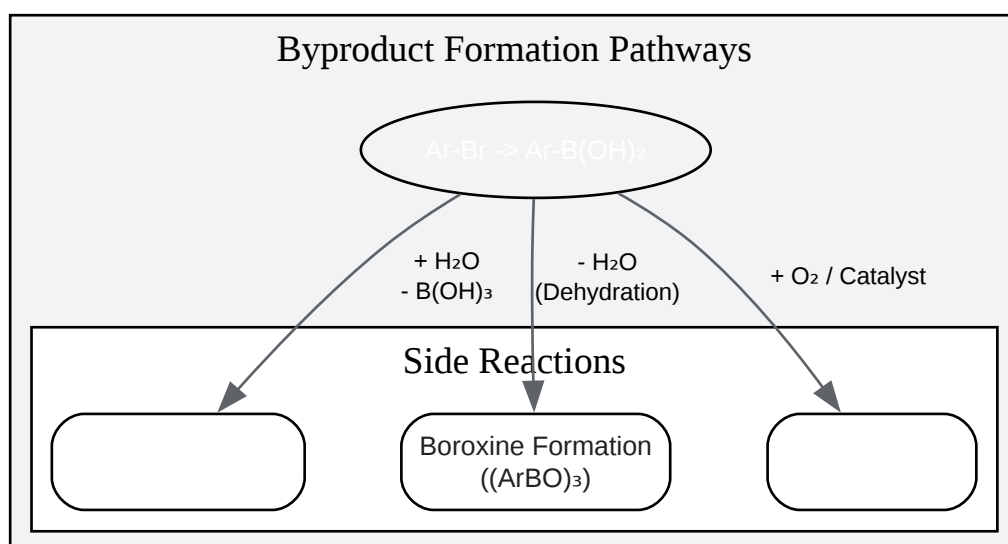 Byproduct Formation Pathways
Ar-Br -> Ar-B(OH)₂
+ H₂O
- B(OH)₃
- H₂O
(Dehydration)
+ O₂ / Catalyst
Side Reactions
Boroxine Formation
((ArBO)₃)